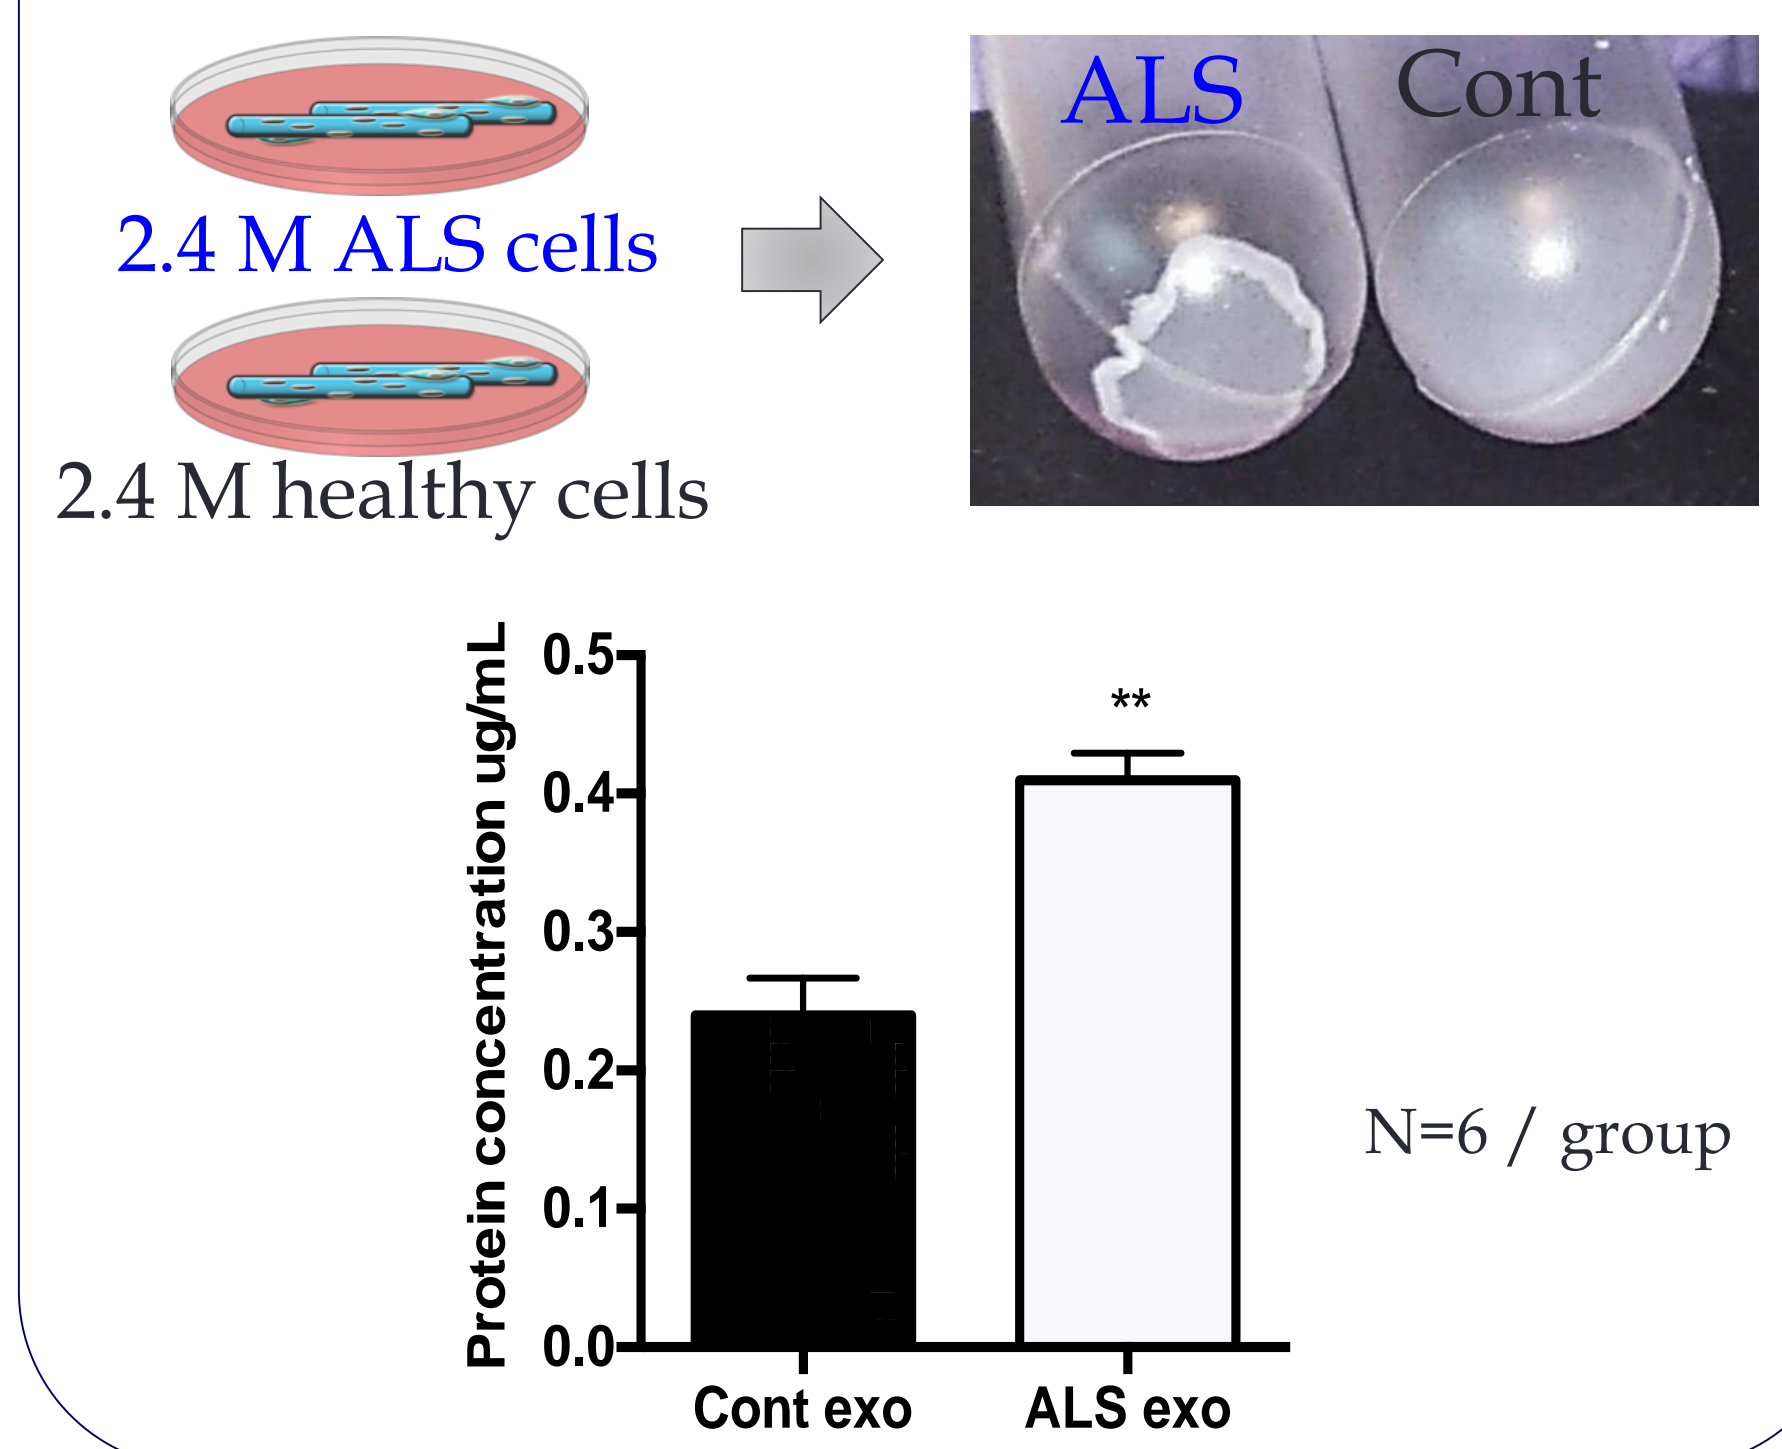 2.4 M ALS cells
2.4 M healthy cells
ALS
Cont
Protein concentration ug/mL
0.5
0.4
0.3
0.2
0.1
0.0
**
Cont exo
ALS exo
N=6 / group